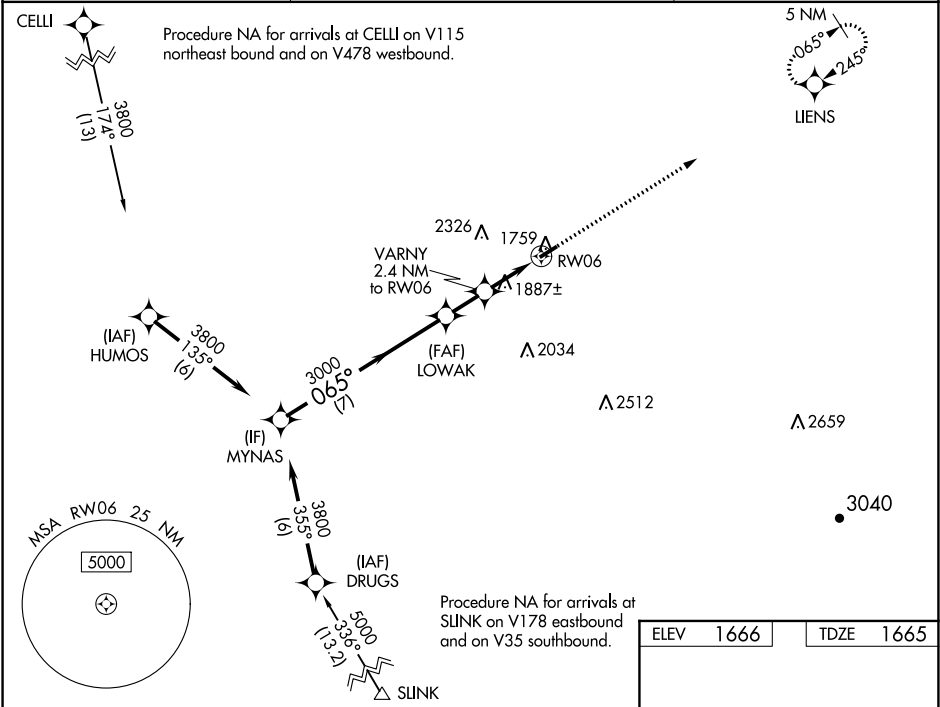 CELLI
Procedure NA for arrivals at CELLI on V115
northeast bound and on V478 westbound.
5 NM
065°
245°
LIENS
3800
174°
(13)
2326
1759
RW06
VARNY
2.4 NM
to RW06
1887±
(IAF)
HUMOS
3800
135°
(6)
(FAF)
LOWAK
2034
3000
065°
(7)
2512
2659
(IF)
MYNAS
3040
MSA RW06 25 NM
5000
3800
355°
(6)
(IAF)
DRUGS
5000
336°
(13.2)
SLINK
Procedure NA for arrivals at
SLINK on V178 eastbound
and on V35 southbound.
ELEV 1666
TDZE 1665